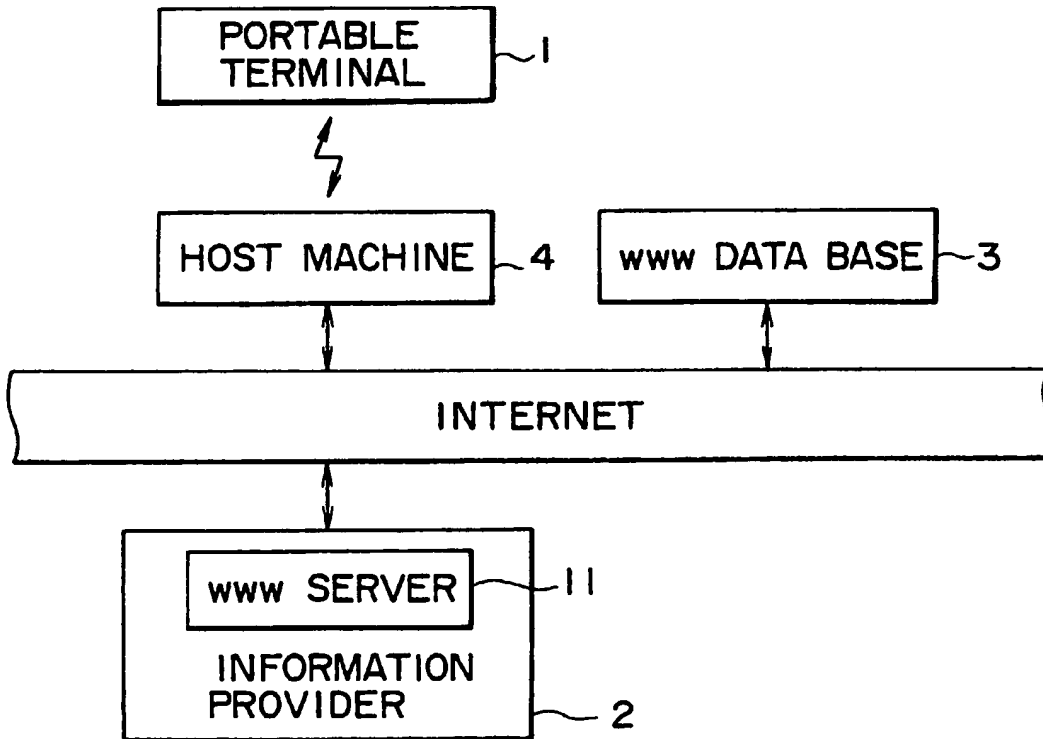 PORTABLE
TERMINAL
1
HOST MACHINE
4
www DATA BASE
3
INTERNET
www SERVER
11
INFORMATION
PROVIDER
2